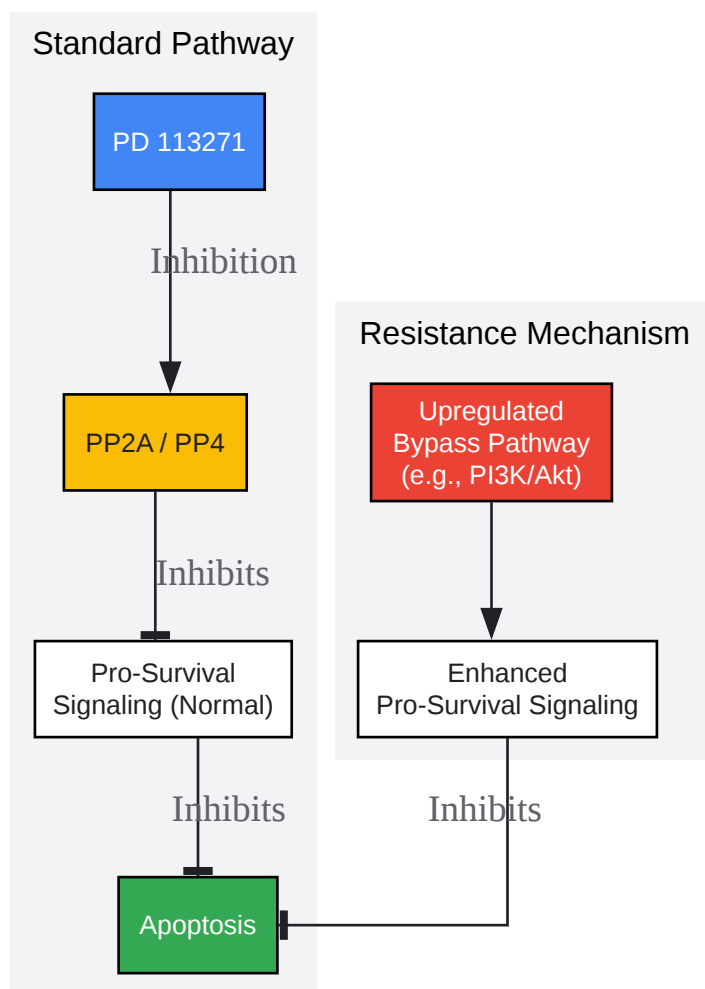 Standard Pathway
PD 113271
Inhibition
PP2A / PP4
Inhibits
Pro-Survival
Signaling (Normal)
Inhibits
Apoptosis
Resistance Mechanism
Upregulated
Bypass Pathway
(e.g., PI3K/Akt)
Enhanced
Pro-Survival Signaling
Inhibits